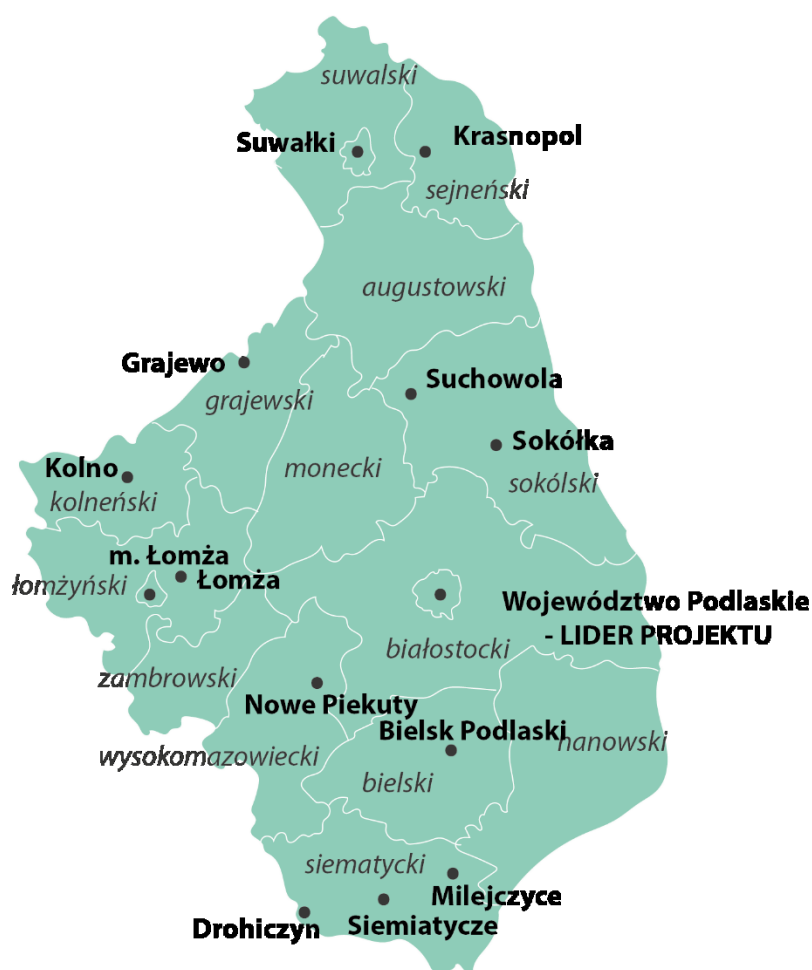 suwalski
Suwałki
Krasnopol
sejneński
augustowski
Grajewo
grajewski
Suchowola
Sokółka
sokólski
monecki
Kolno
kolneński
m. Łomża
łomżyński
Łomża
Województwo Podlaskie
- LIDER PROJEKTU
białostocki
zambrowski
Nowe Piekuty
Bielsk Podlaski
hanowski
wysokomazowiecki
bielski
siematycki
Milejczyce
Siemiatycze
Drohiczyn